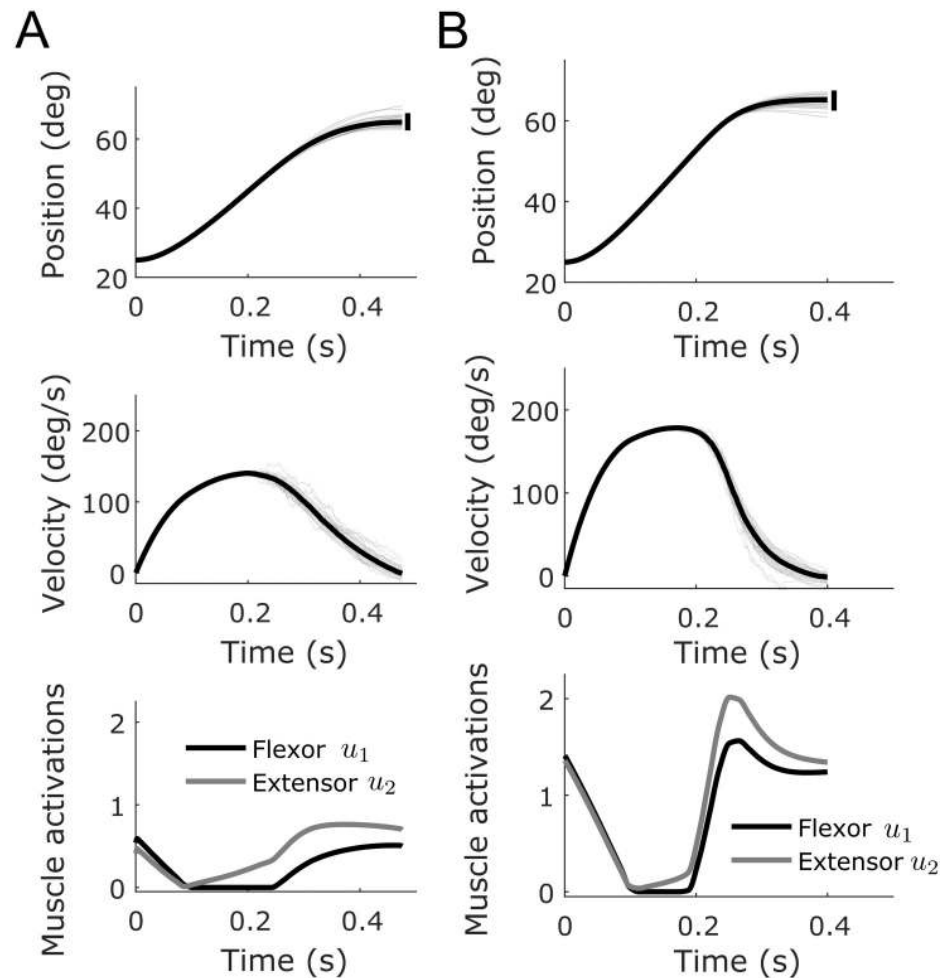 A
Position (deg)
60
40
20
0
0.2
0.4
Time (s)
Velocity (deg/s)
200
100
0
0
0.2
0.4
Time (s)
Muscle activations
2
1
0
Flexor u₁
Extensor u₂
0
0.2
0.4
Time (s)
B
Position (deg)
60
40
20
0
0.2
0.4
Time (s)
Velocity (deg/s)
200
100
0
0
0.2
0.4
Time (s)
Muscle activations
2
1
0
Flexor u₁
Extensor u₂
0
0.2
0.4
Time (s)